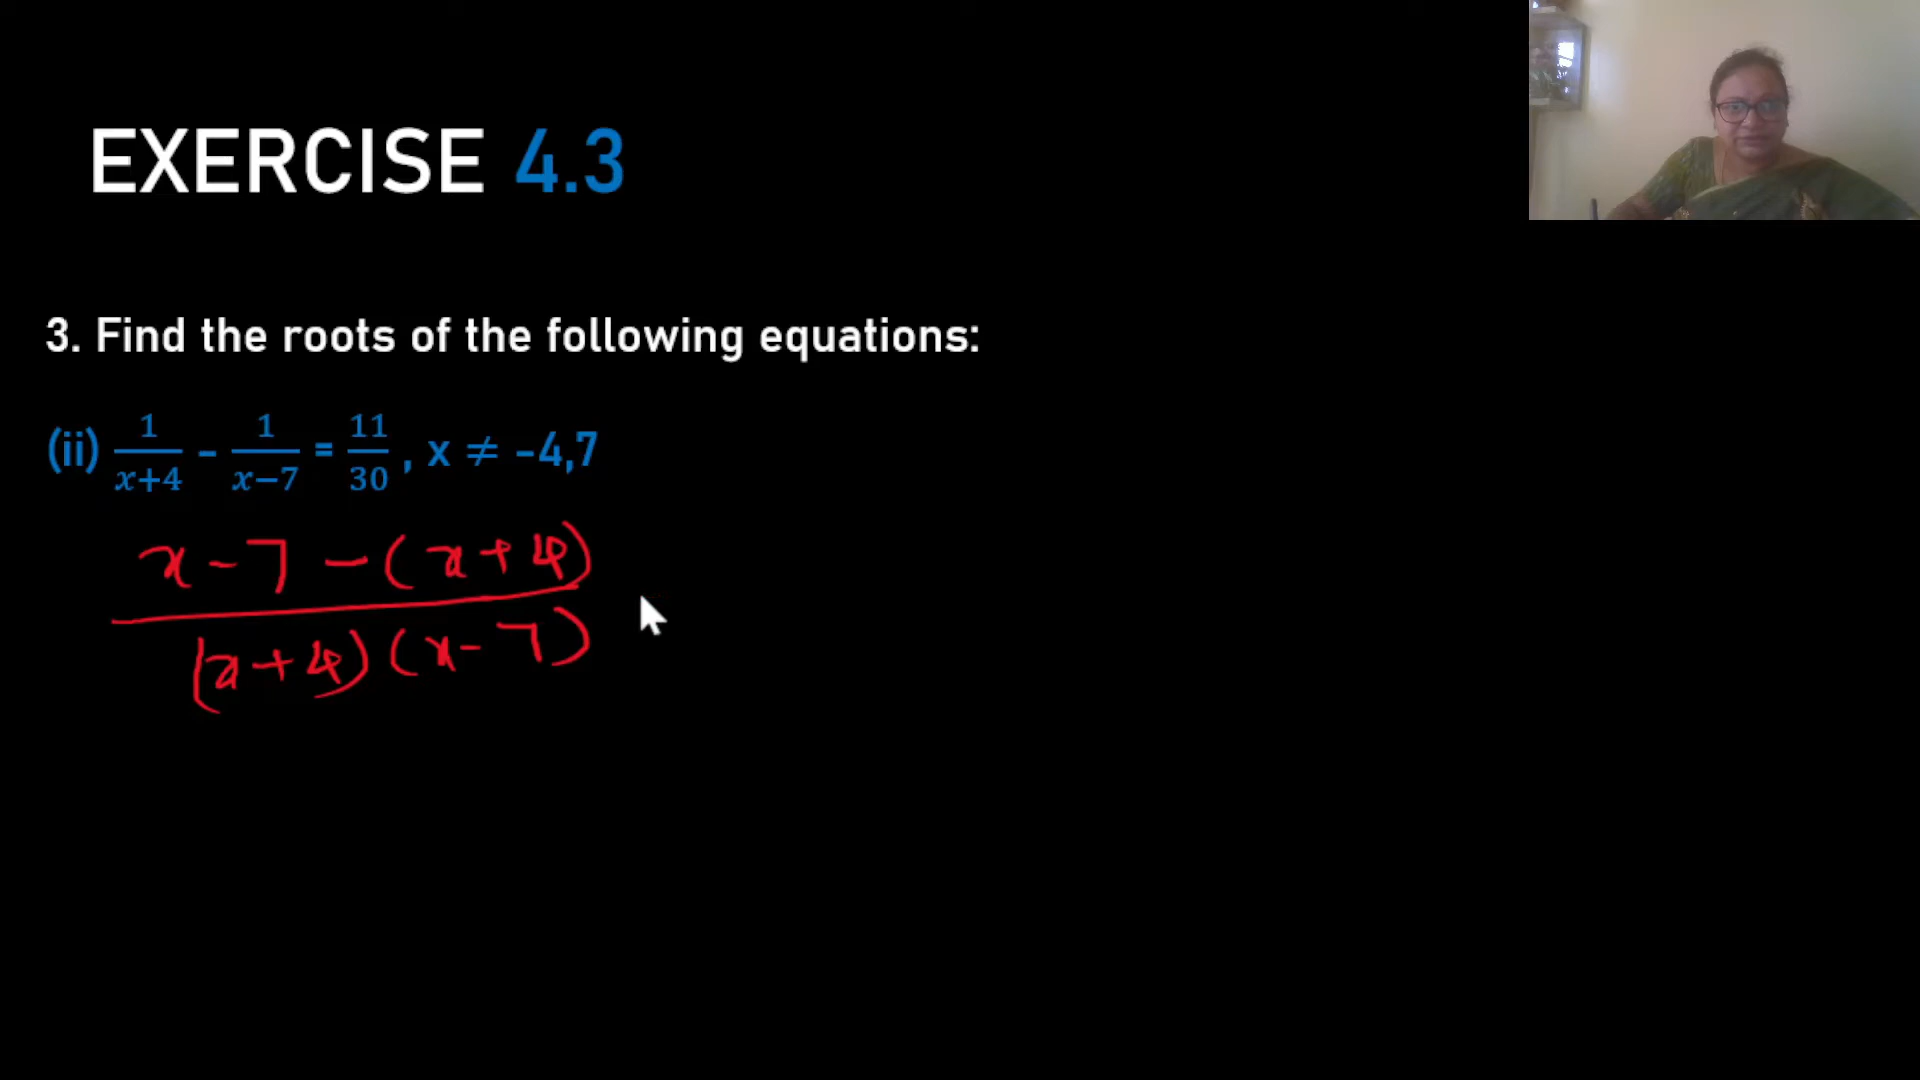 EXERCISE 4.3
3. Find the roots of the following equations:
(ii) 1/(x+4) - 1/(x−7) = 11/30 , x ≠ -4,7
x - 7 - (x + 4)
(x + 4) (x - 7)